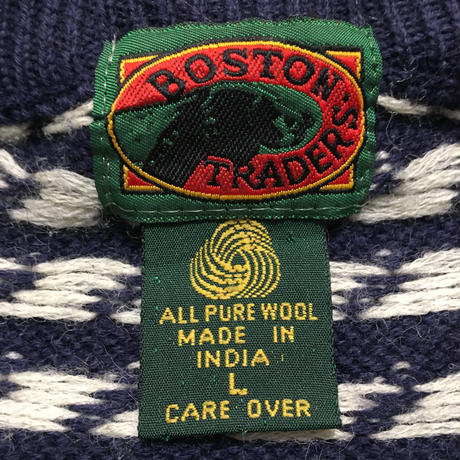 BOSTON'S
TRADERS
ALL PURE WOOL
MADE IN
INDIA
L
CARE OVER